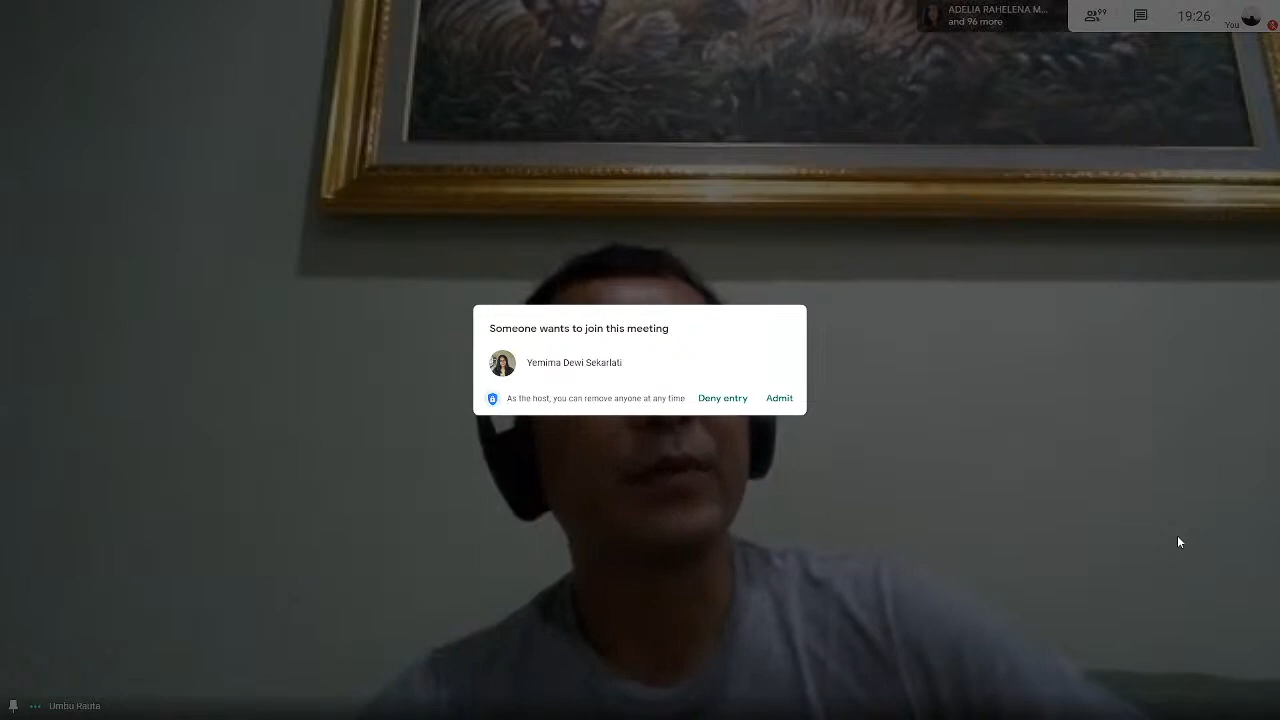 ADELIA RAHELENA M...
and 96 more
99
19:26
You
Someone wants to join this meeting
Yemima Dewi Sekarlati
As the host, you can remove anyone at any time
Deny entry
Admit
Umbu Rauta